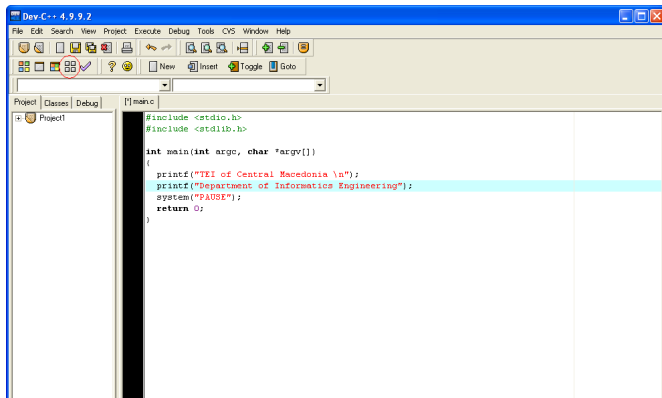 Dev-C++ 4.9.9.2
File Edit Search View Project Execute Debug Tools CVS Window Help
New Insert Toggle Goto
Project Classes Debug [*] main.c
Project1
#include <stdio.h>
#include <stdlib.h>
int main(int argc, char *argv[])
{
printf("TEI of Central Macedonia \n");
printf("Department of Informatics Engineering");
system("PAUSE");
return 0;
}